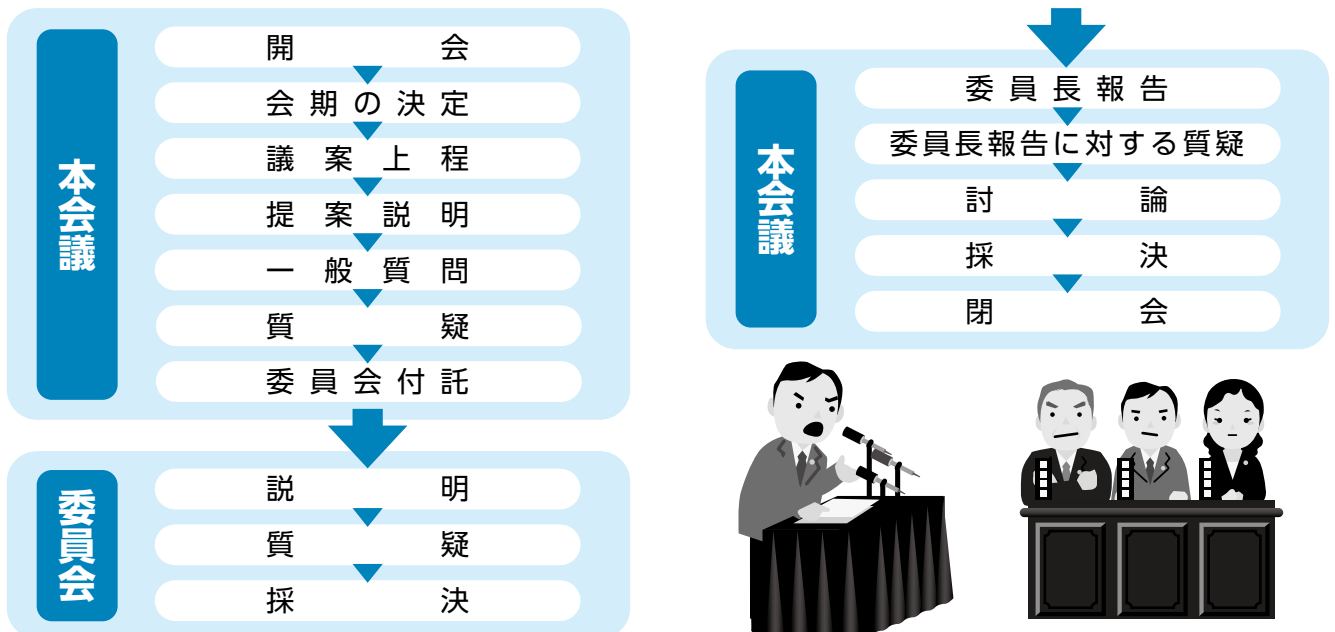 本会議
開会
会期の決定
議案上程
提案説明
一般質問
質疑
委員会付託
委員会
説明
質疑
採決
本会議
委員長報告
委員長報告に対する質疑
討論
採決
閉会